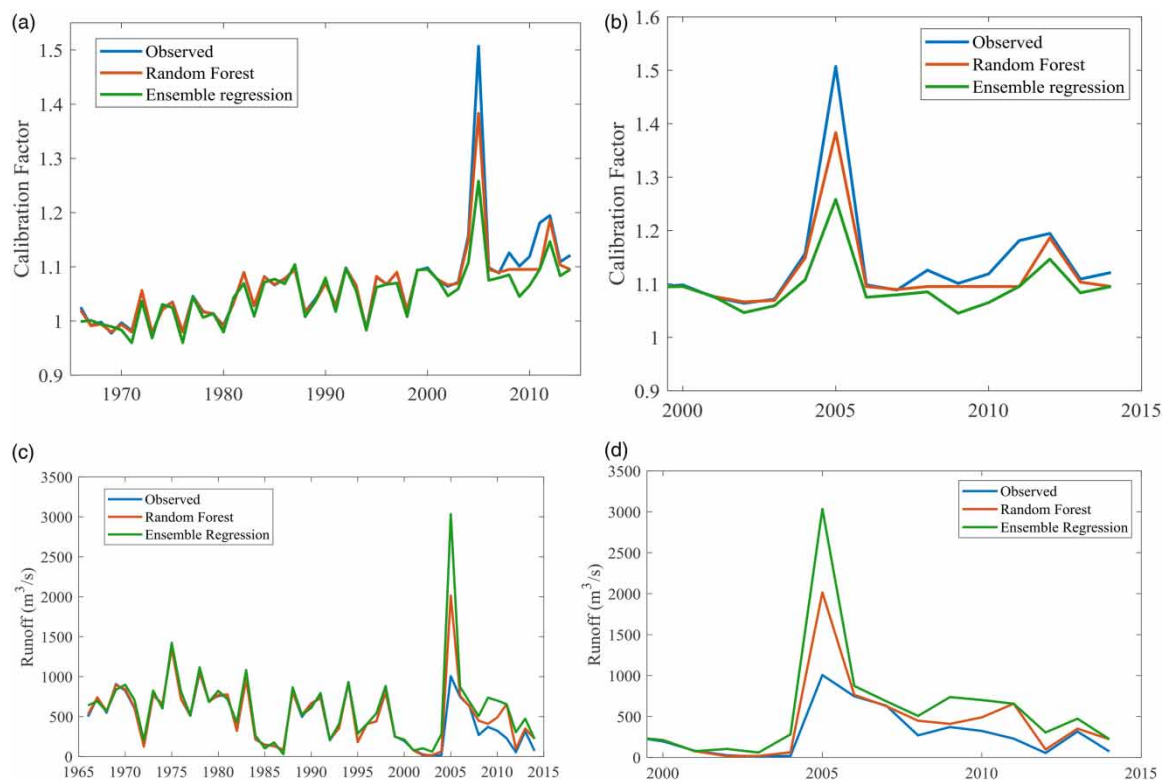 (a)
Calibration Factor
1.5
1.4
1.3
1.2
1.1
1.0
0.9
Observed
Random Forest
Ensemble regression
1970
1980
1990
2000
2010
(b)
Calibration Factor
1.6
1.5
1.4
1.3
1.2
1.1
1
0.9
Observed
Random Forest
Ensemble regression
2000
2005
2010
2015
(c)
Runoff (m³/s)
3500
3000
2500
2000
1500
1000
500
0
Observed
Random Forest
Ensemble Regression
1965
1970
1975
1980
1985
1990
1995
2000
2005
2010
2015
(d)
Runoff (m³/s)
3500
3000
2500
2000
1500
1000
500
0
Observed
Random Forest
Ensemble Regression
2000
2005
2010
2015